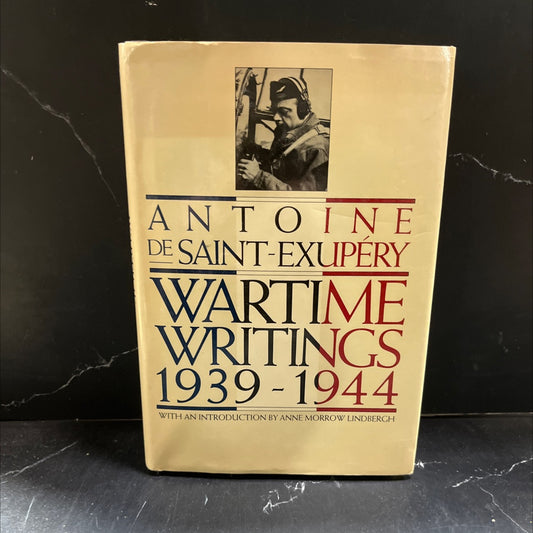 ANTOINE
DE SAINT-EXUPÉRY
WARTIME
WRITINGS
1939-1944
WITH AN INTRODUCTION BY ANNE MORROW LINDBERGH